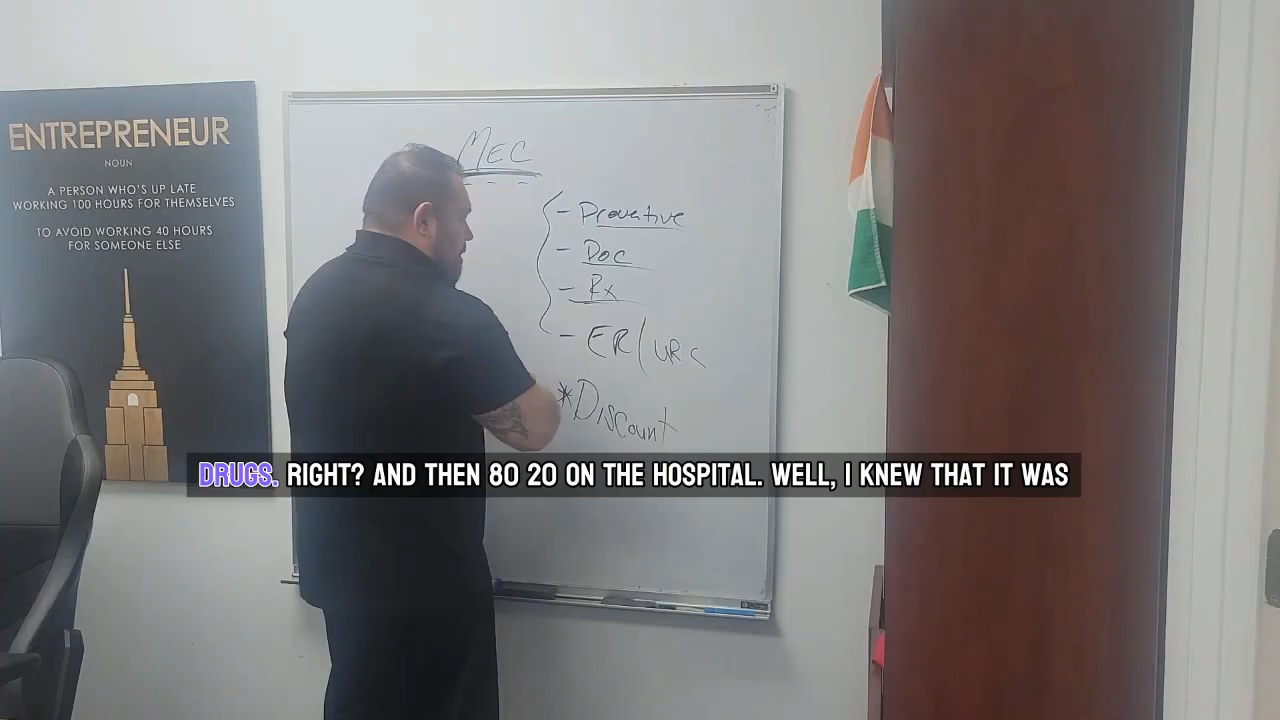 ENTREPRENEUR
NOUN
A PERSON WHO'S UP LATE
WORKING 100 HOURS FOR THEMSELVES
TO AVOID WORKING 40 HOURS
FOR SOMEONE ELSE
MEC
- Preventive
- Doc
- Rx
- ER/URC
*Discount
DRUGS. RIGHT? AND THEN 80 20 ON THE HOSPITAL. WELL, I KNEW THAT IT WAS